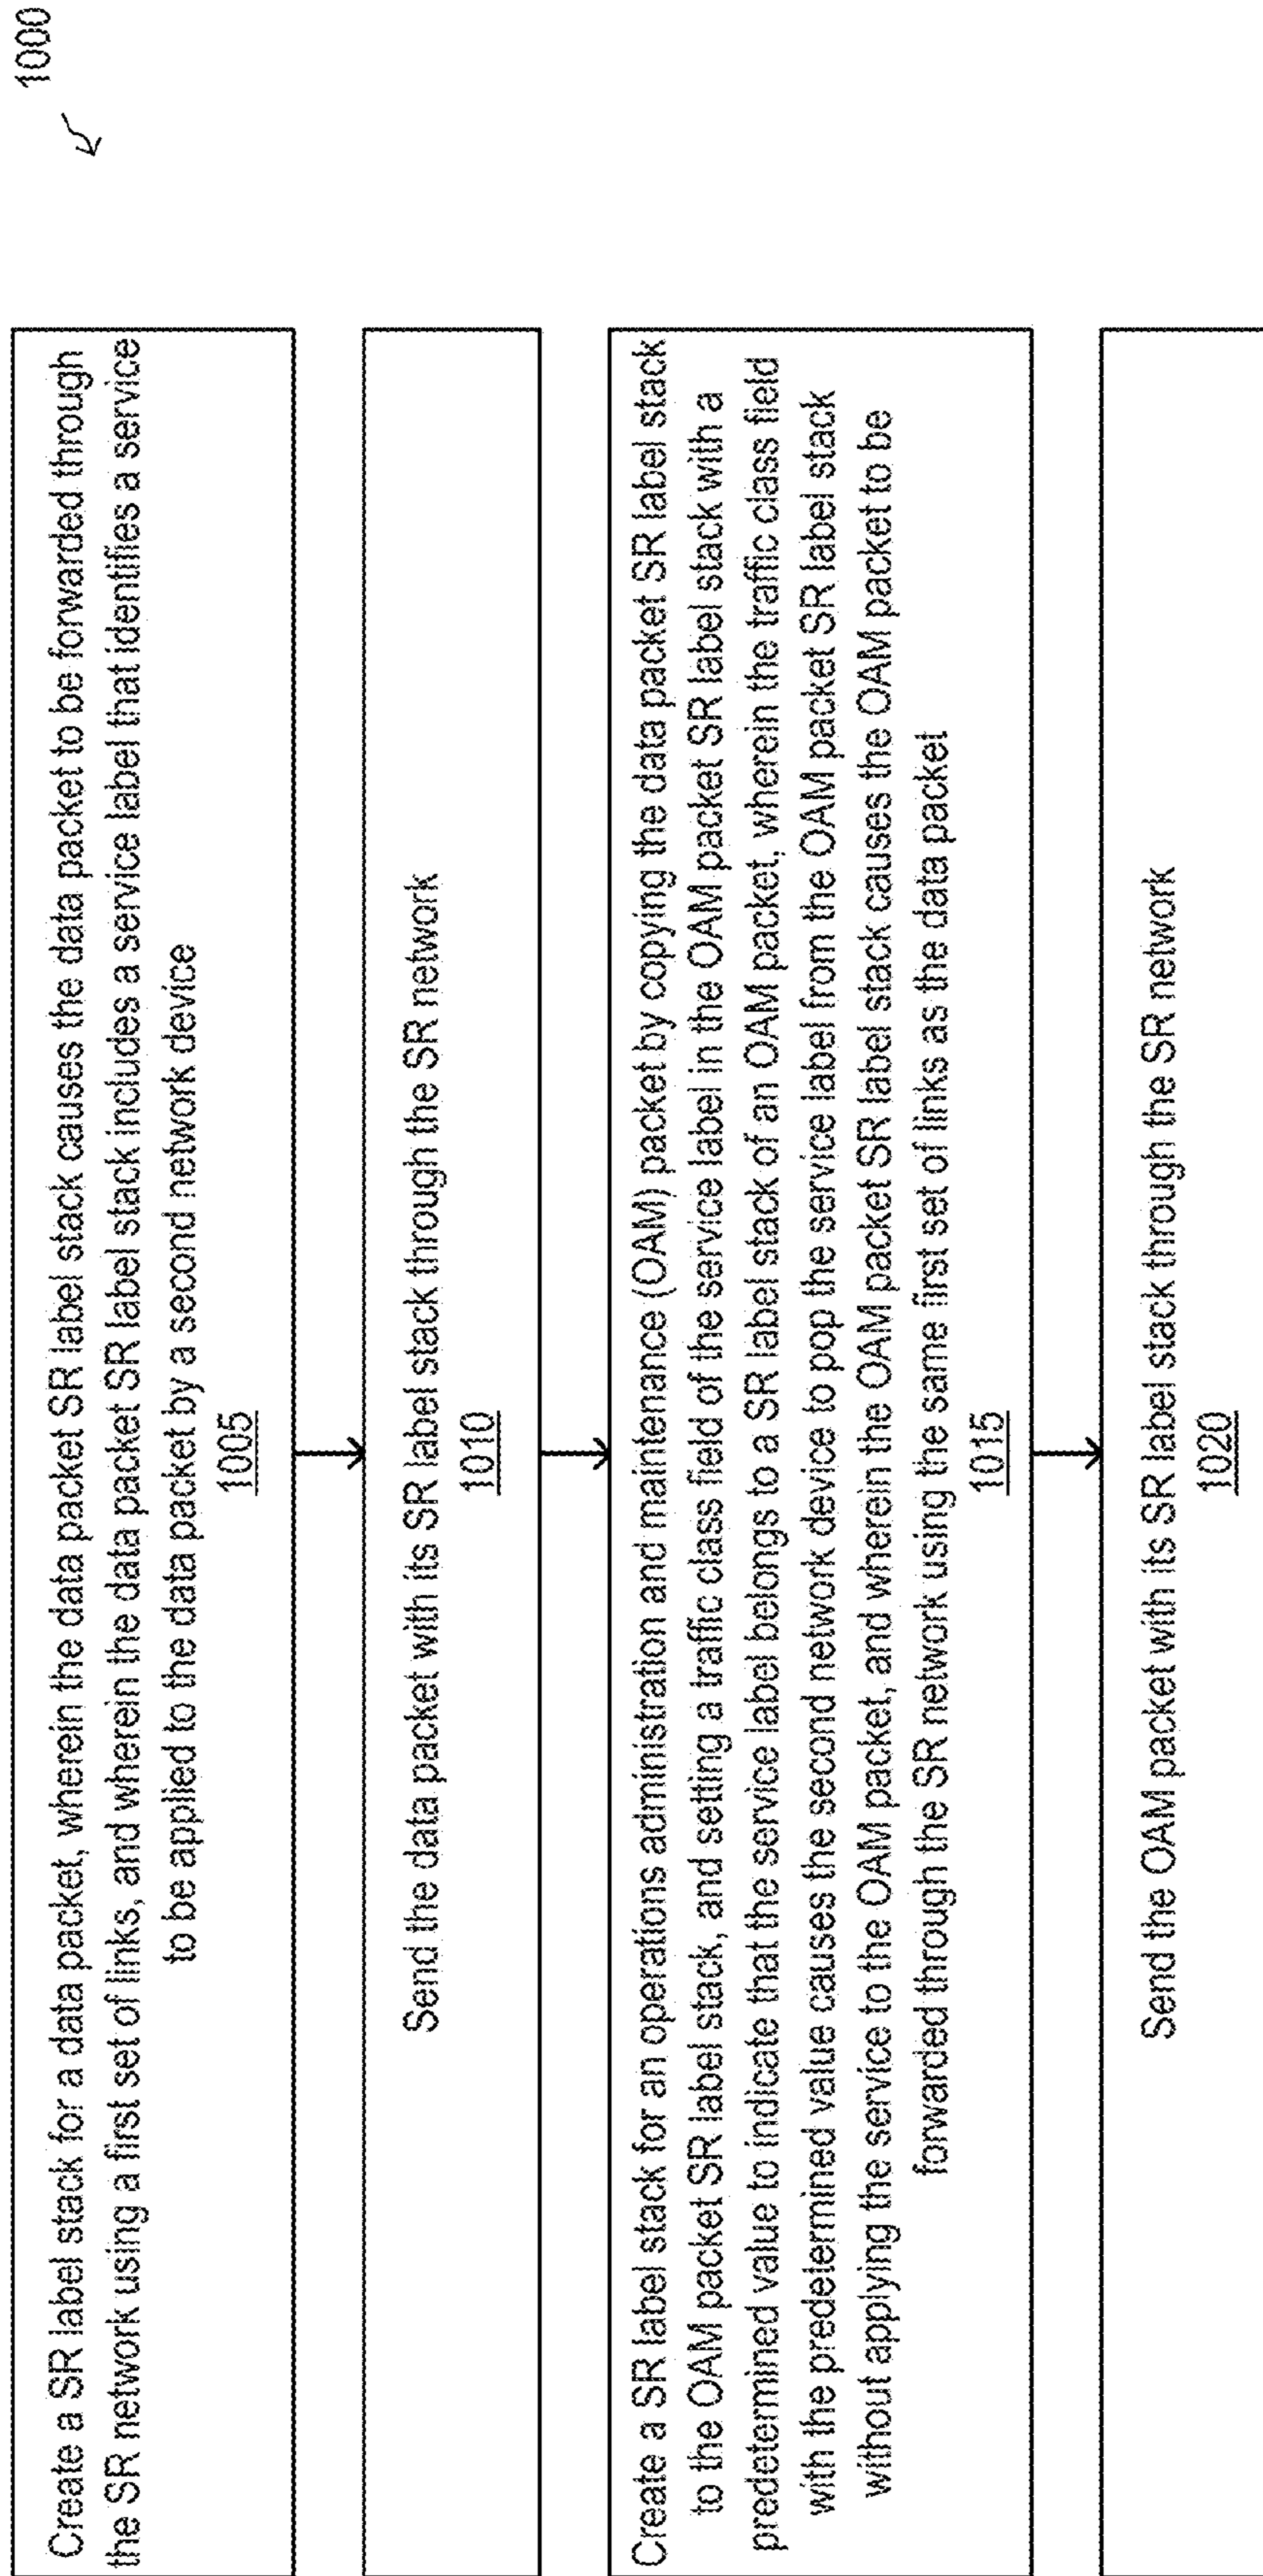 1000
Create a SR label stack for a data packet, wherein the data packet SR label stack causes the data packet to be forwarded through
the SR network using a first set of links, and wherein the data packet SR label stack includes a service label that identifies a service
to be applied to the data packet by a second network device
1005
Send the data packet with its SR label stack through the SR network
1010
Create a SR label stack for an operations administration and maintenance (OAM) packet by copying the data packet SR label stack
to the OAM packet SR label stack, and setting a traffic class field of the service label in the OAM packet SR label stack with a
predetermined value to indicate that the service label belongs to a SR label stack of an OAM packet, wherein the traffic class field
with the predetermined value causes the second network device to pop the service label from the OAM packet SR label stack
without applying the service to the OAM packet, and wherein the OAM packet SR label stack causes the OAM packet to be
forwarded through the SR network using the same first set of links as the data packet
1015
Send the OAM packet with its SR label stack through the SR network
1020